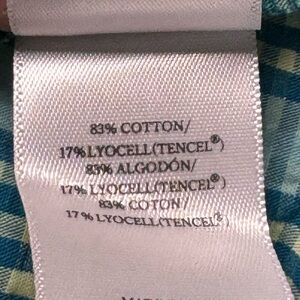 83% COTTON/
17% LYOCELL(TENCEL®)
83% ALGODÓN/
17% LYOCELL(TENCEL®)
83% COTON/
17% LYOCELL(TENCEL®)